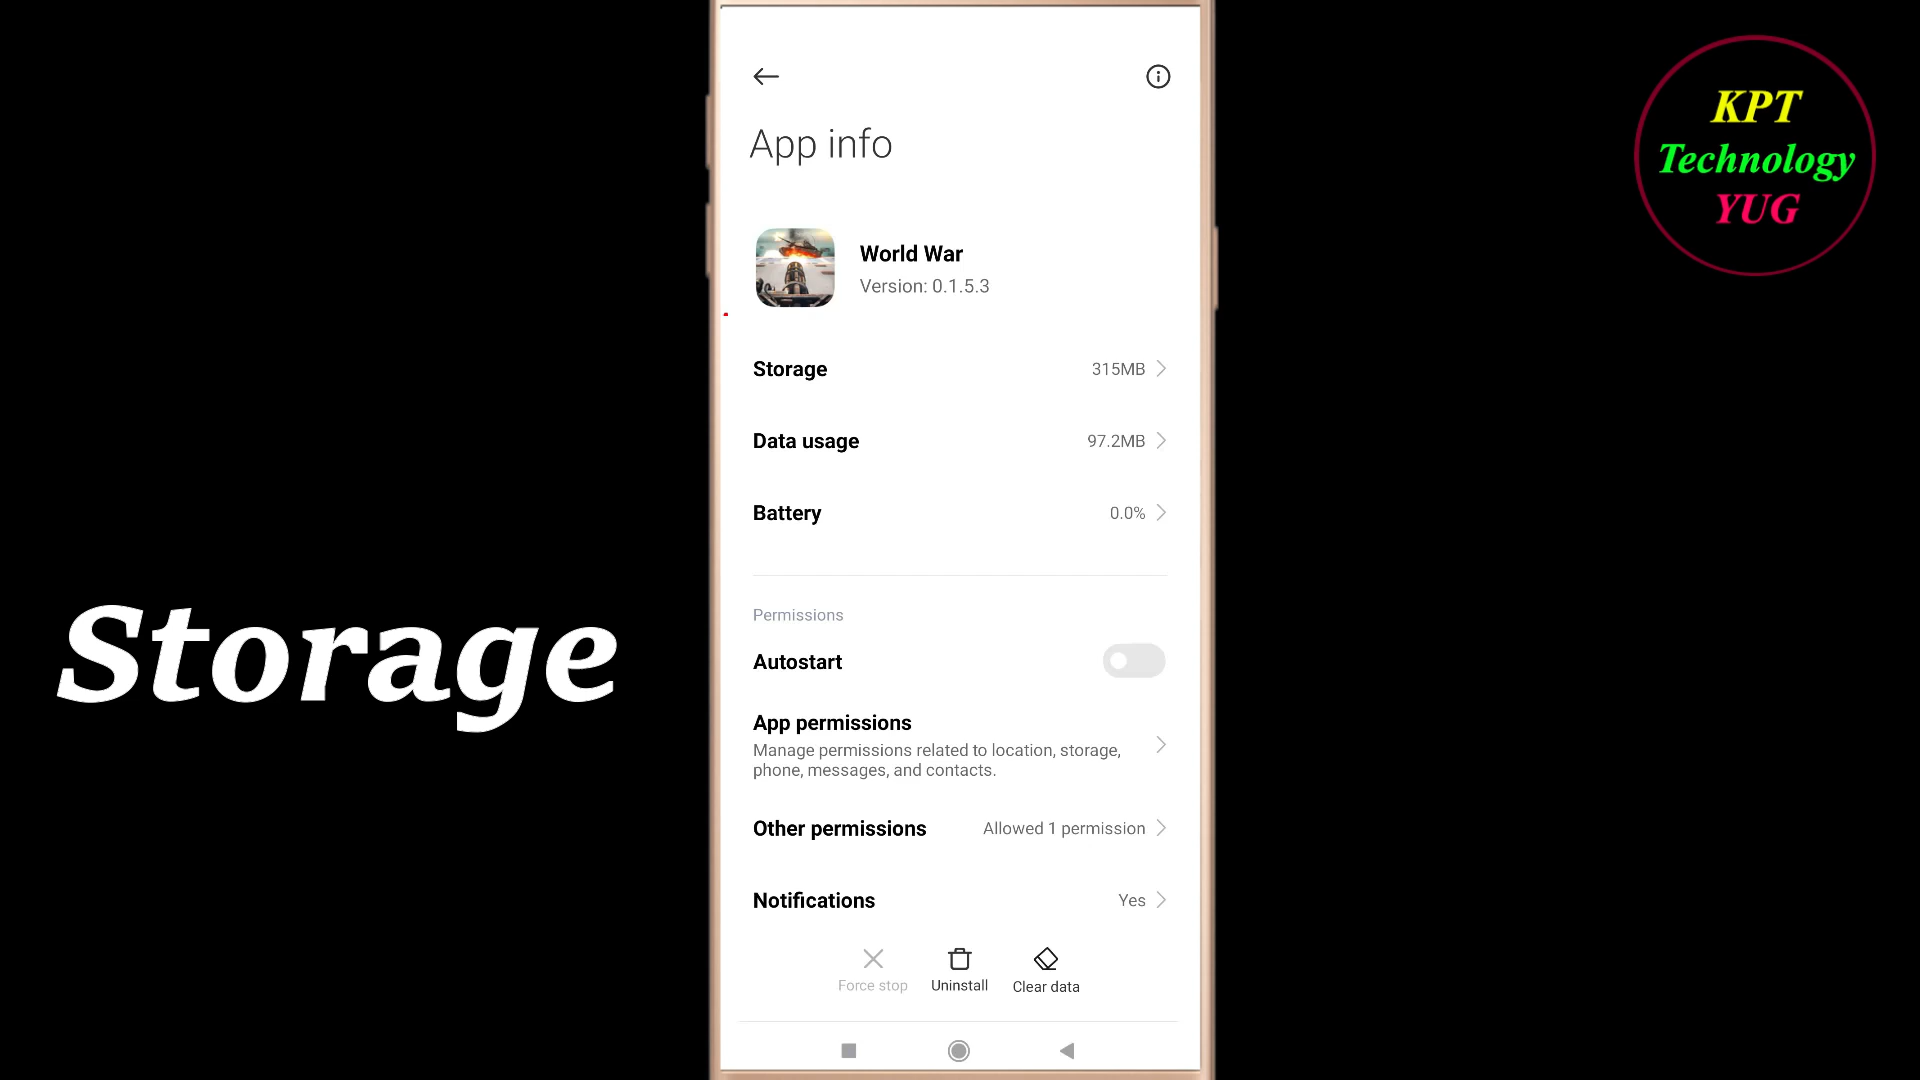 App info
World War
Version: 0.1.5.3
Storage 315MB
Data usage 97.2MB
Battery 0.0%
Permissions
Autostart
App permissions
Manage permissions related to location, storage,
phone, messages, and contacts.
Other permissions Allowed 1 permission
Notifications Yes
Force stop Uninstall Clear data
Storage
KPT
Technology
YUG